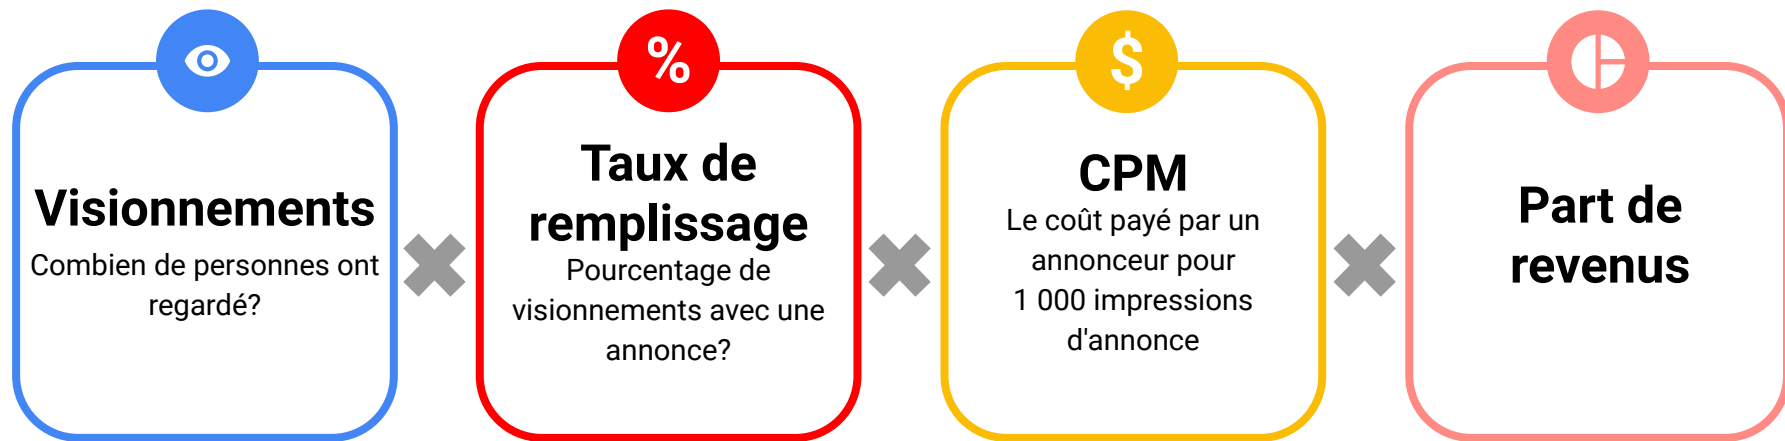 Visionnements
Combien de personnes ont
regardé?
%
Taux de
remplissage
Pourcentage de
visionnements avec une
annonce?
$
CPM
Le coût payé par un
annonceur pour
1 000 impressions
d'annonce
Part de
revenus